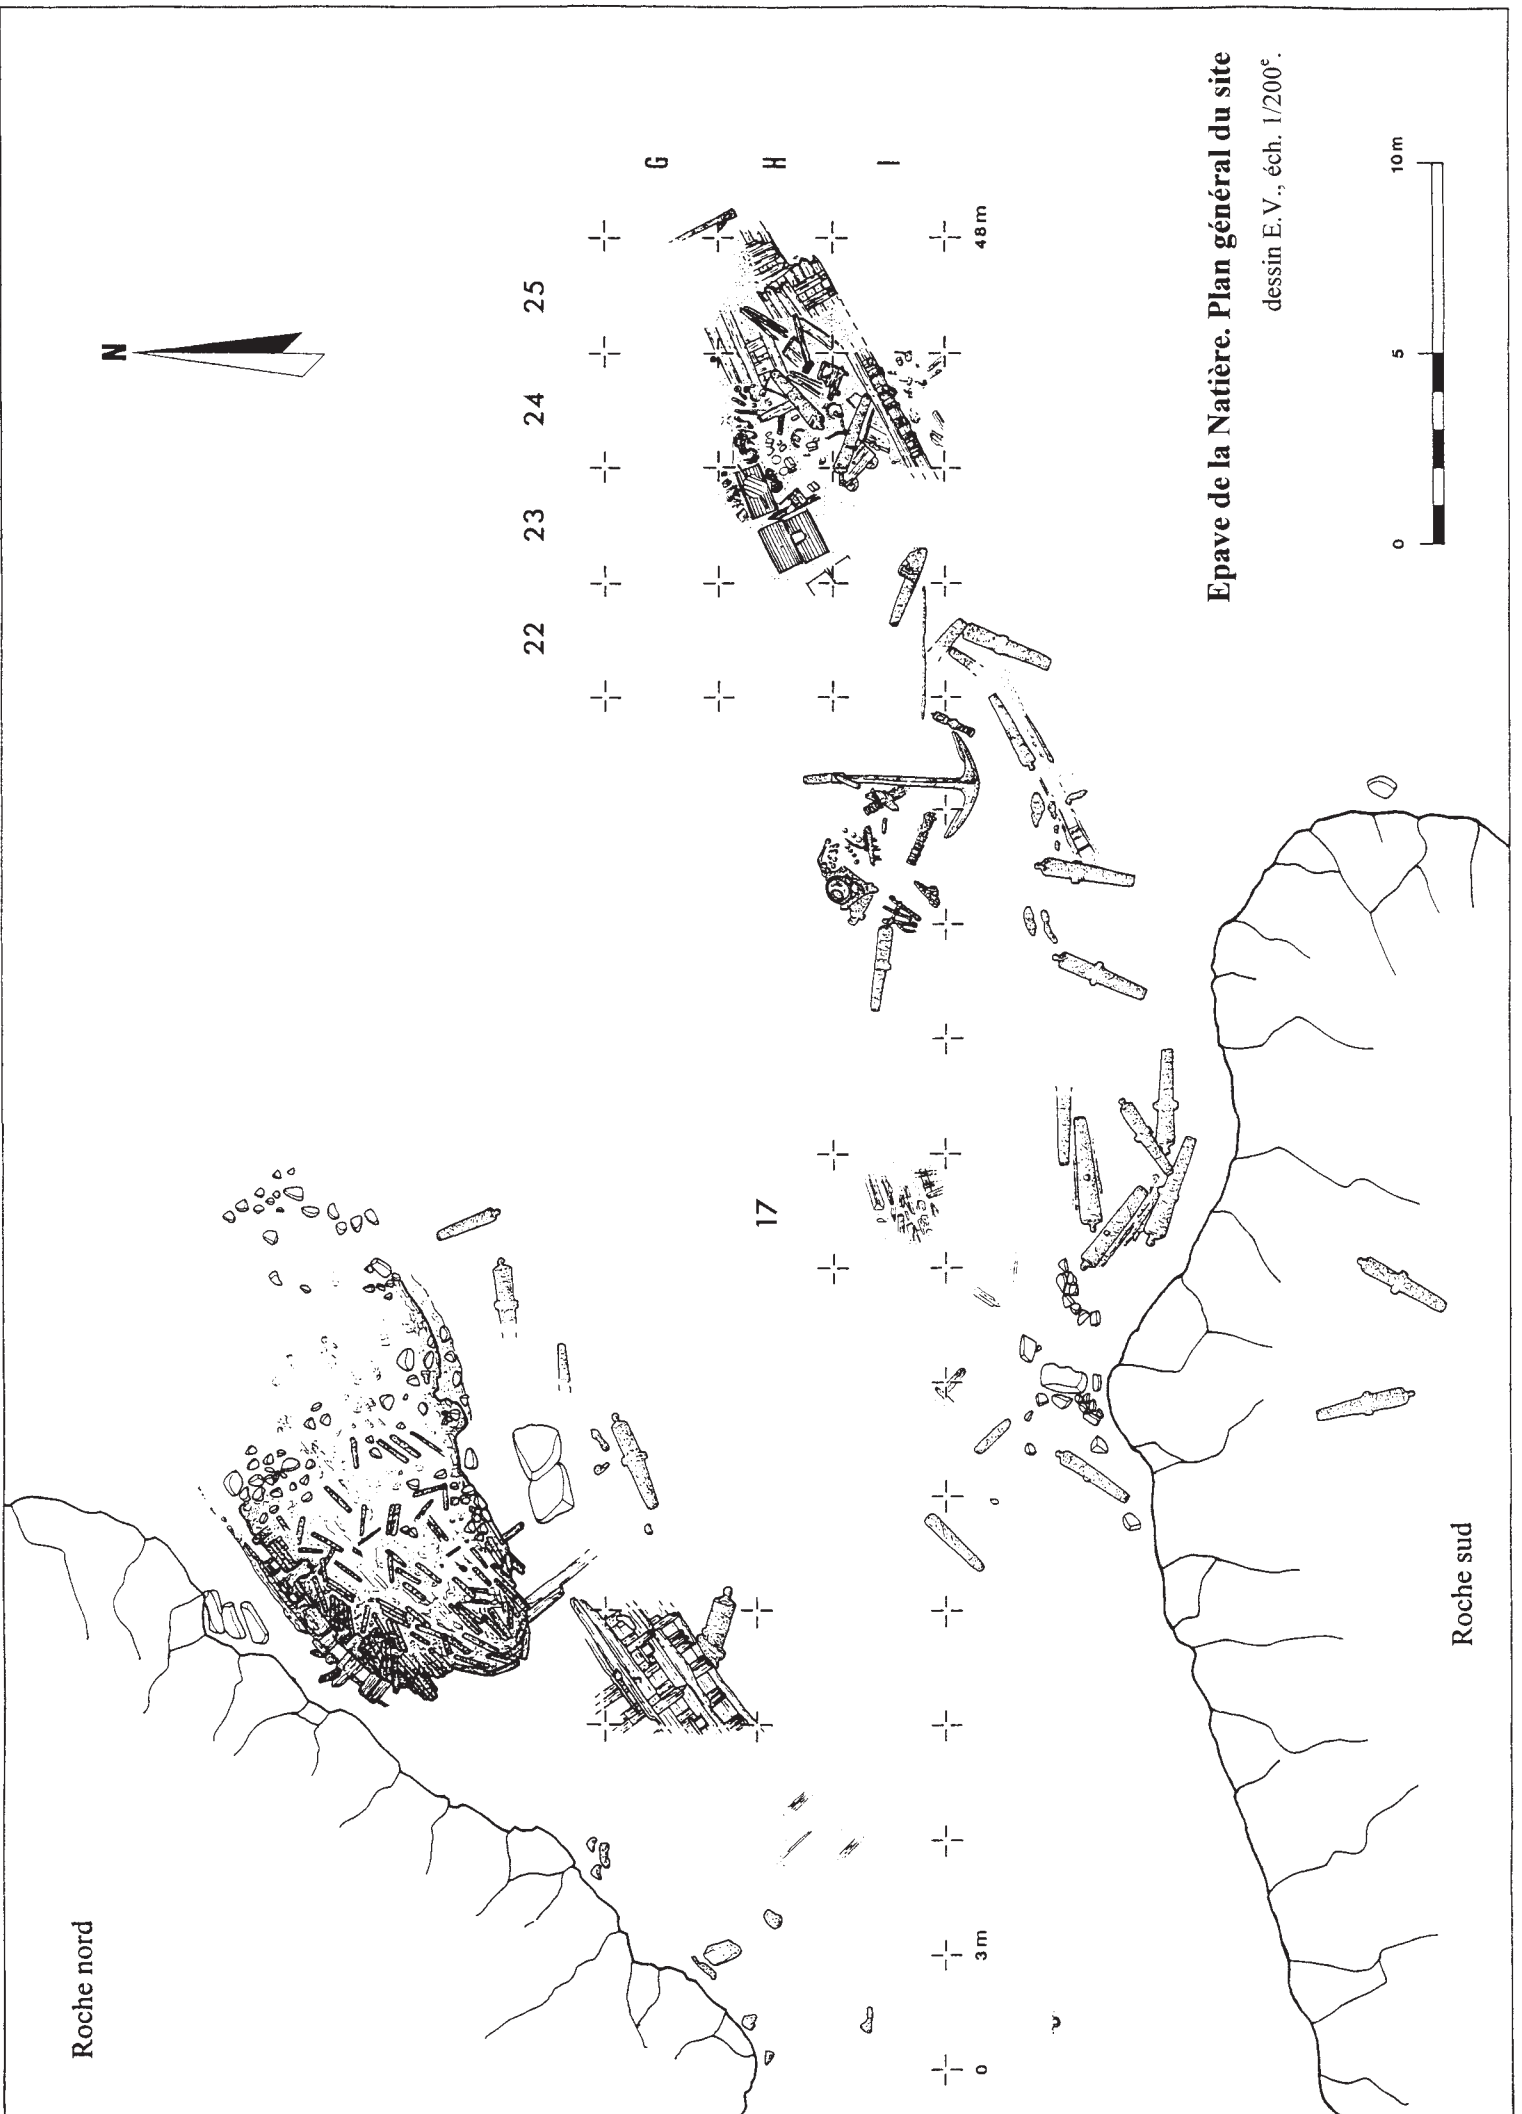 Roche nord
N
22
23
24
25
G
H
I
17
0
3 m
48 m
Roche sud
Epave de la Natière. Plan général du site
dessin E.V., éch. 1/200e.
0
5
10 m